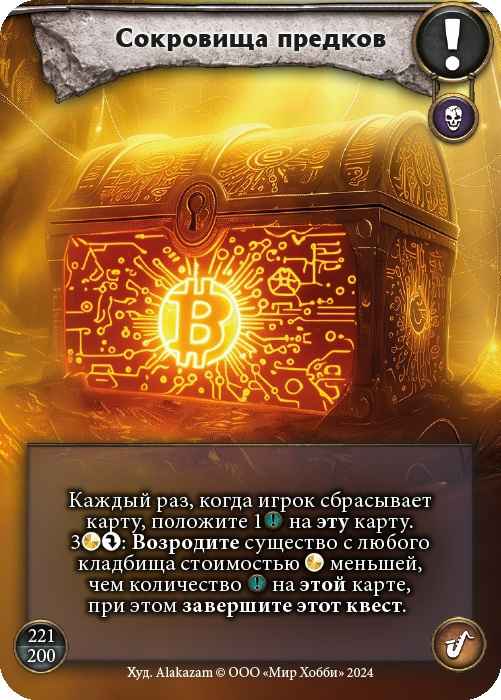 Сокровища предков
!
B
Каждый раз, когда игрок сбрасывает
карту, положите 1 ! на эту карту.
3: Возродите существо с любого
кладбища стоимостью меньшей,
чем количество ! на этой карте,
при этом завершите этот квест.
221
200
Худ. Alakazam © ООО «Мир Хобби» 2024